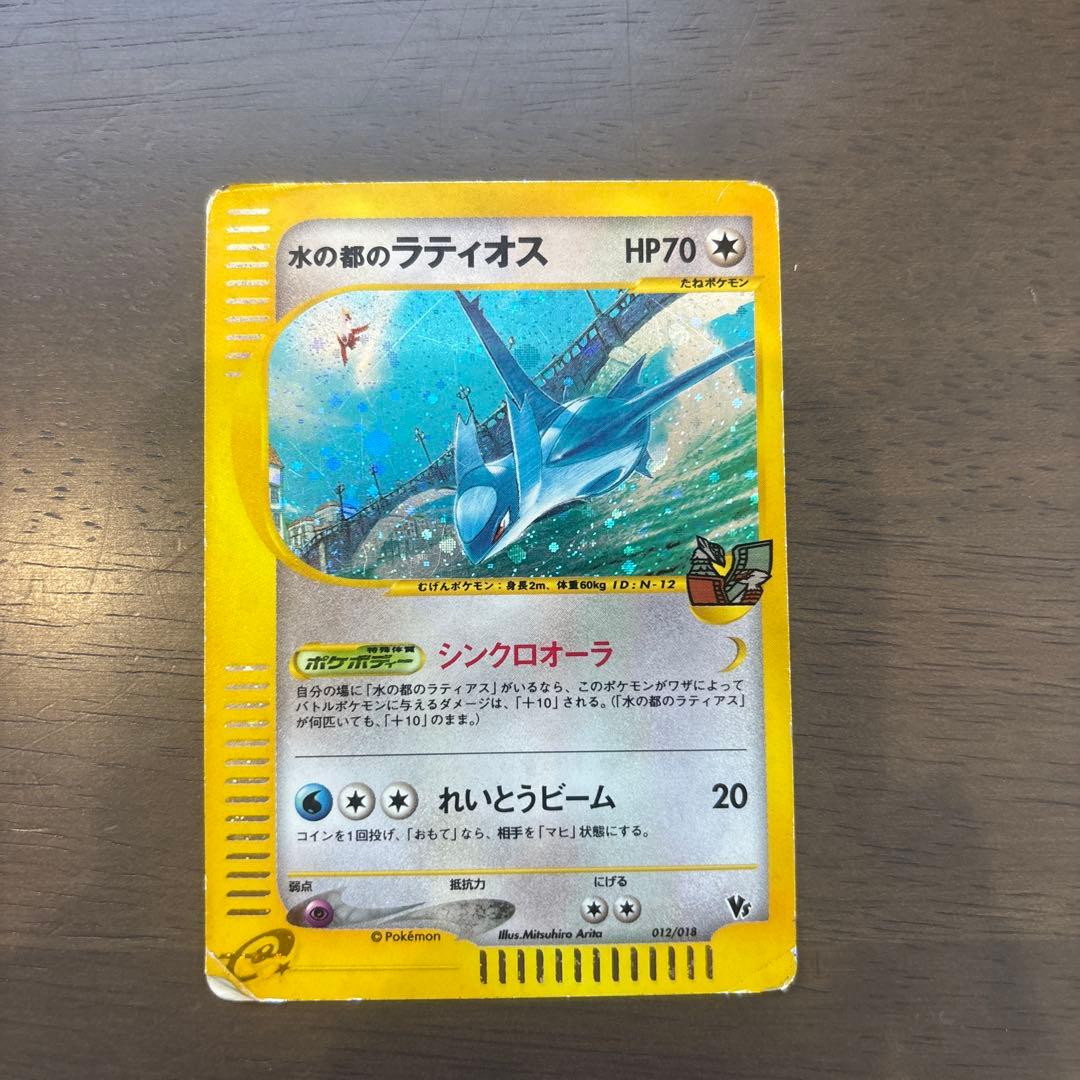 水の都のラティオス HP70
たねポケモン
むげんポケモン：身長2m、体重60kg ID：N-12
特殊体質
ポケボディー シンクロオーラ
自分の場に「水の都のラティアス」がいるなら、このポケモンがワザによって
バトルポケモンに与えるダメージは、「＋10」される。（「水の都のラティアス」
が何匹いても、「＋10」のまま。）
れいとうビーム 20
コインを1回投げ、「おもて」なら、相手を「マヒ」状態にする。
弱点 抵抗力 にげる
Vs
©Pokémon Illus.Mitsuhiro Arita 012/018